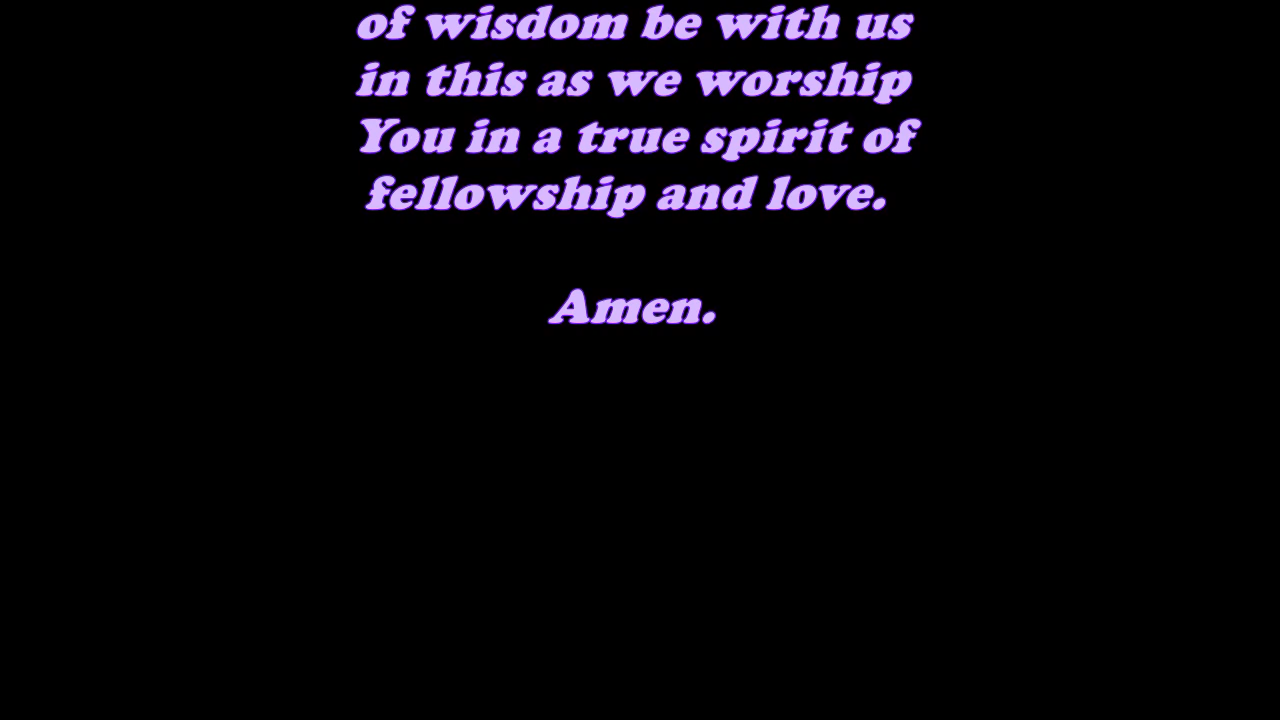 of wisdom be with us
in this as we worship
You in a true spirit of
fellowship and love.
Amen.